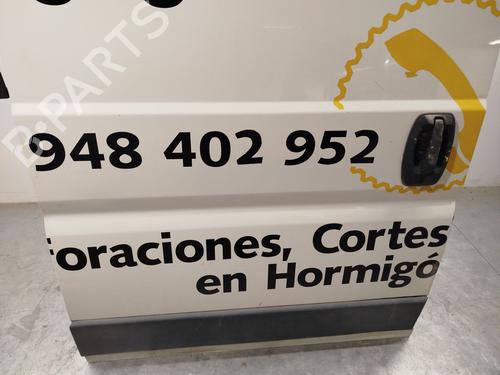 B-PARTS
948 402 952
foraciones, Cortes
en Hormigó